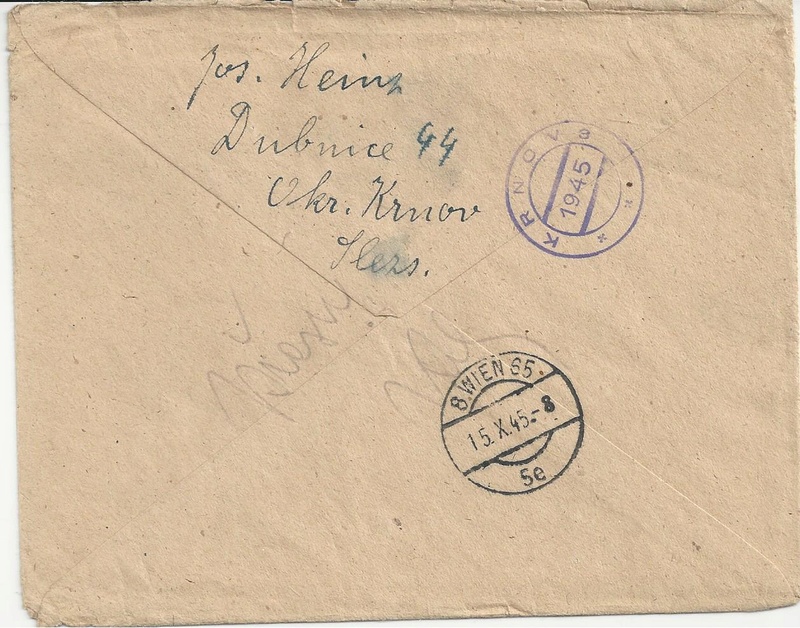 Jos. Heinz
Dubnice 44
Okr. Krnov
Slezs.
KRNOV e
1945
* *
8. WIEN 65
15.X.45.-8
5e